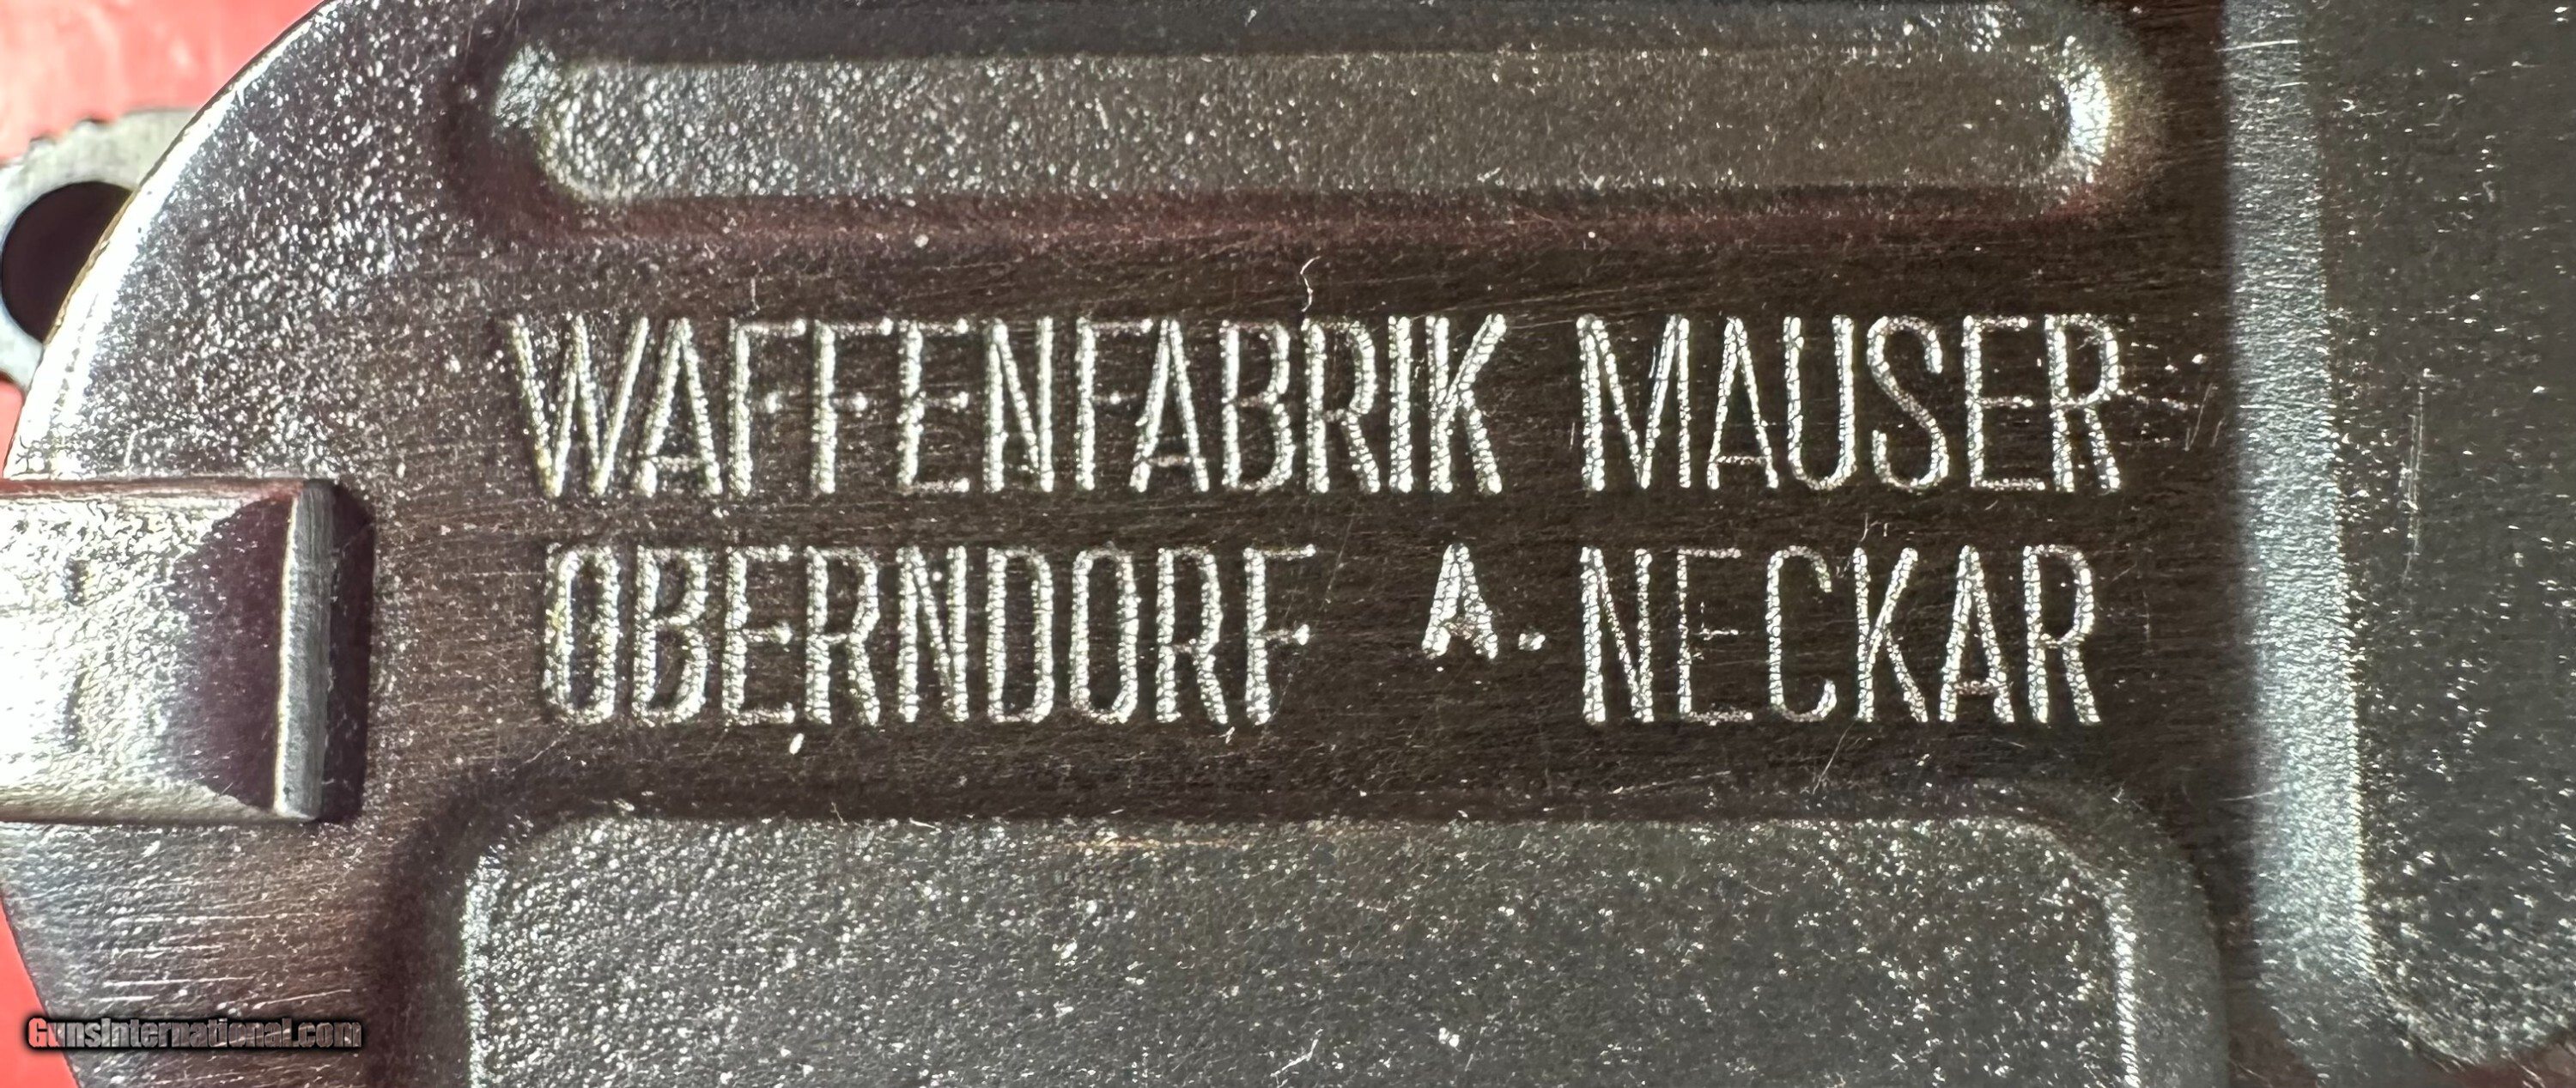 WAFFENFABRIK MAUSER
OBERNDORF A. NECKAR
GunsInternational.com